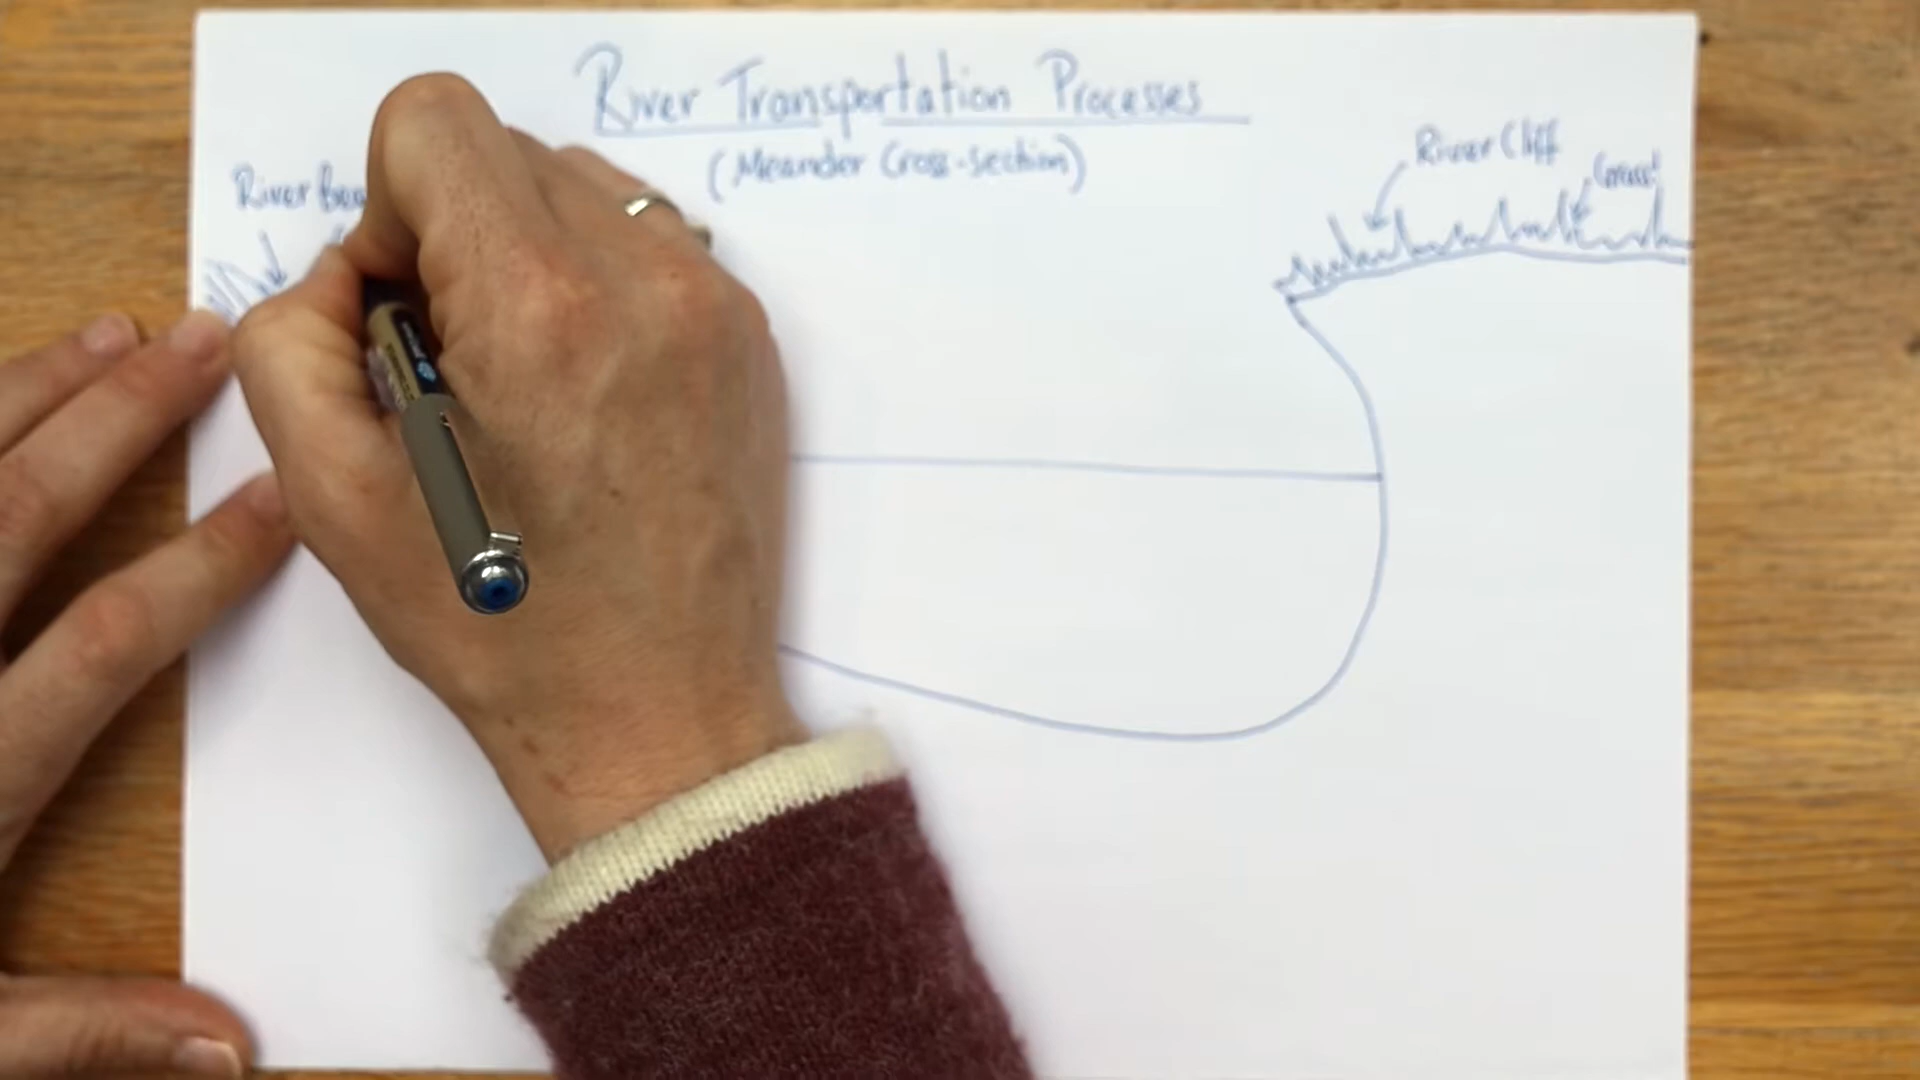 River Transportation Processes
(Meander Cross-section)
River Cliff
Grass!
River